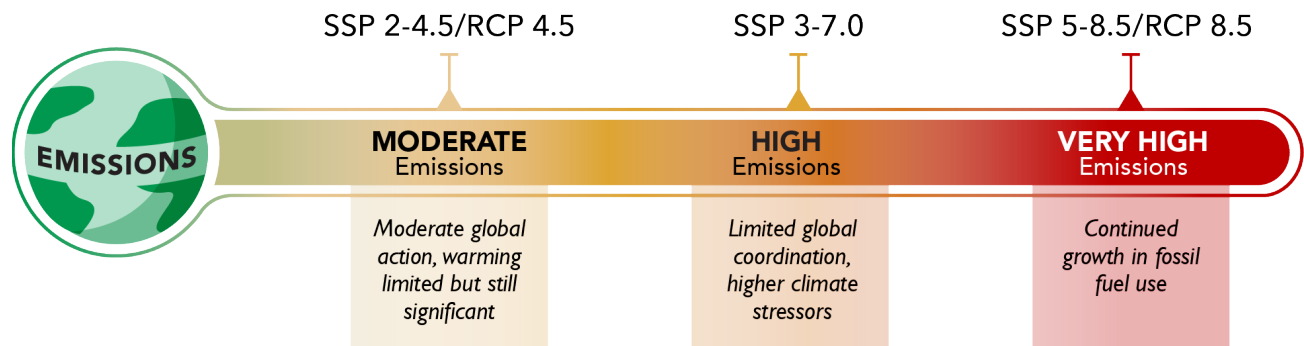 SSP 2-4.5/RCP 4.5
SSP 3-7.0
SSP 5-8.5/RCP 8.5
EMISSIONS
MODERATE
Emissions
HIGH
Emissions
VERY HIGH
Emissions
Moderate global
action, warming
limited but still
significant
Limited global
coordination,
higher climate
stressors
Continued
growth in fossil
fuel use